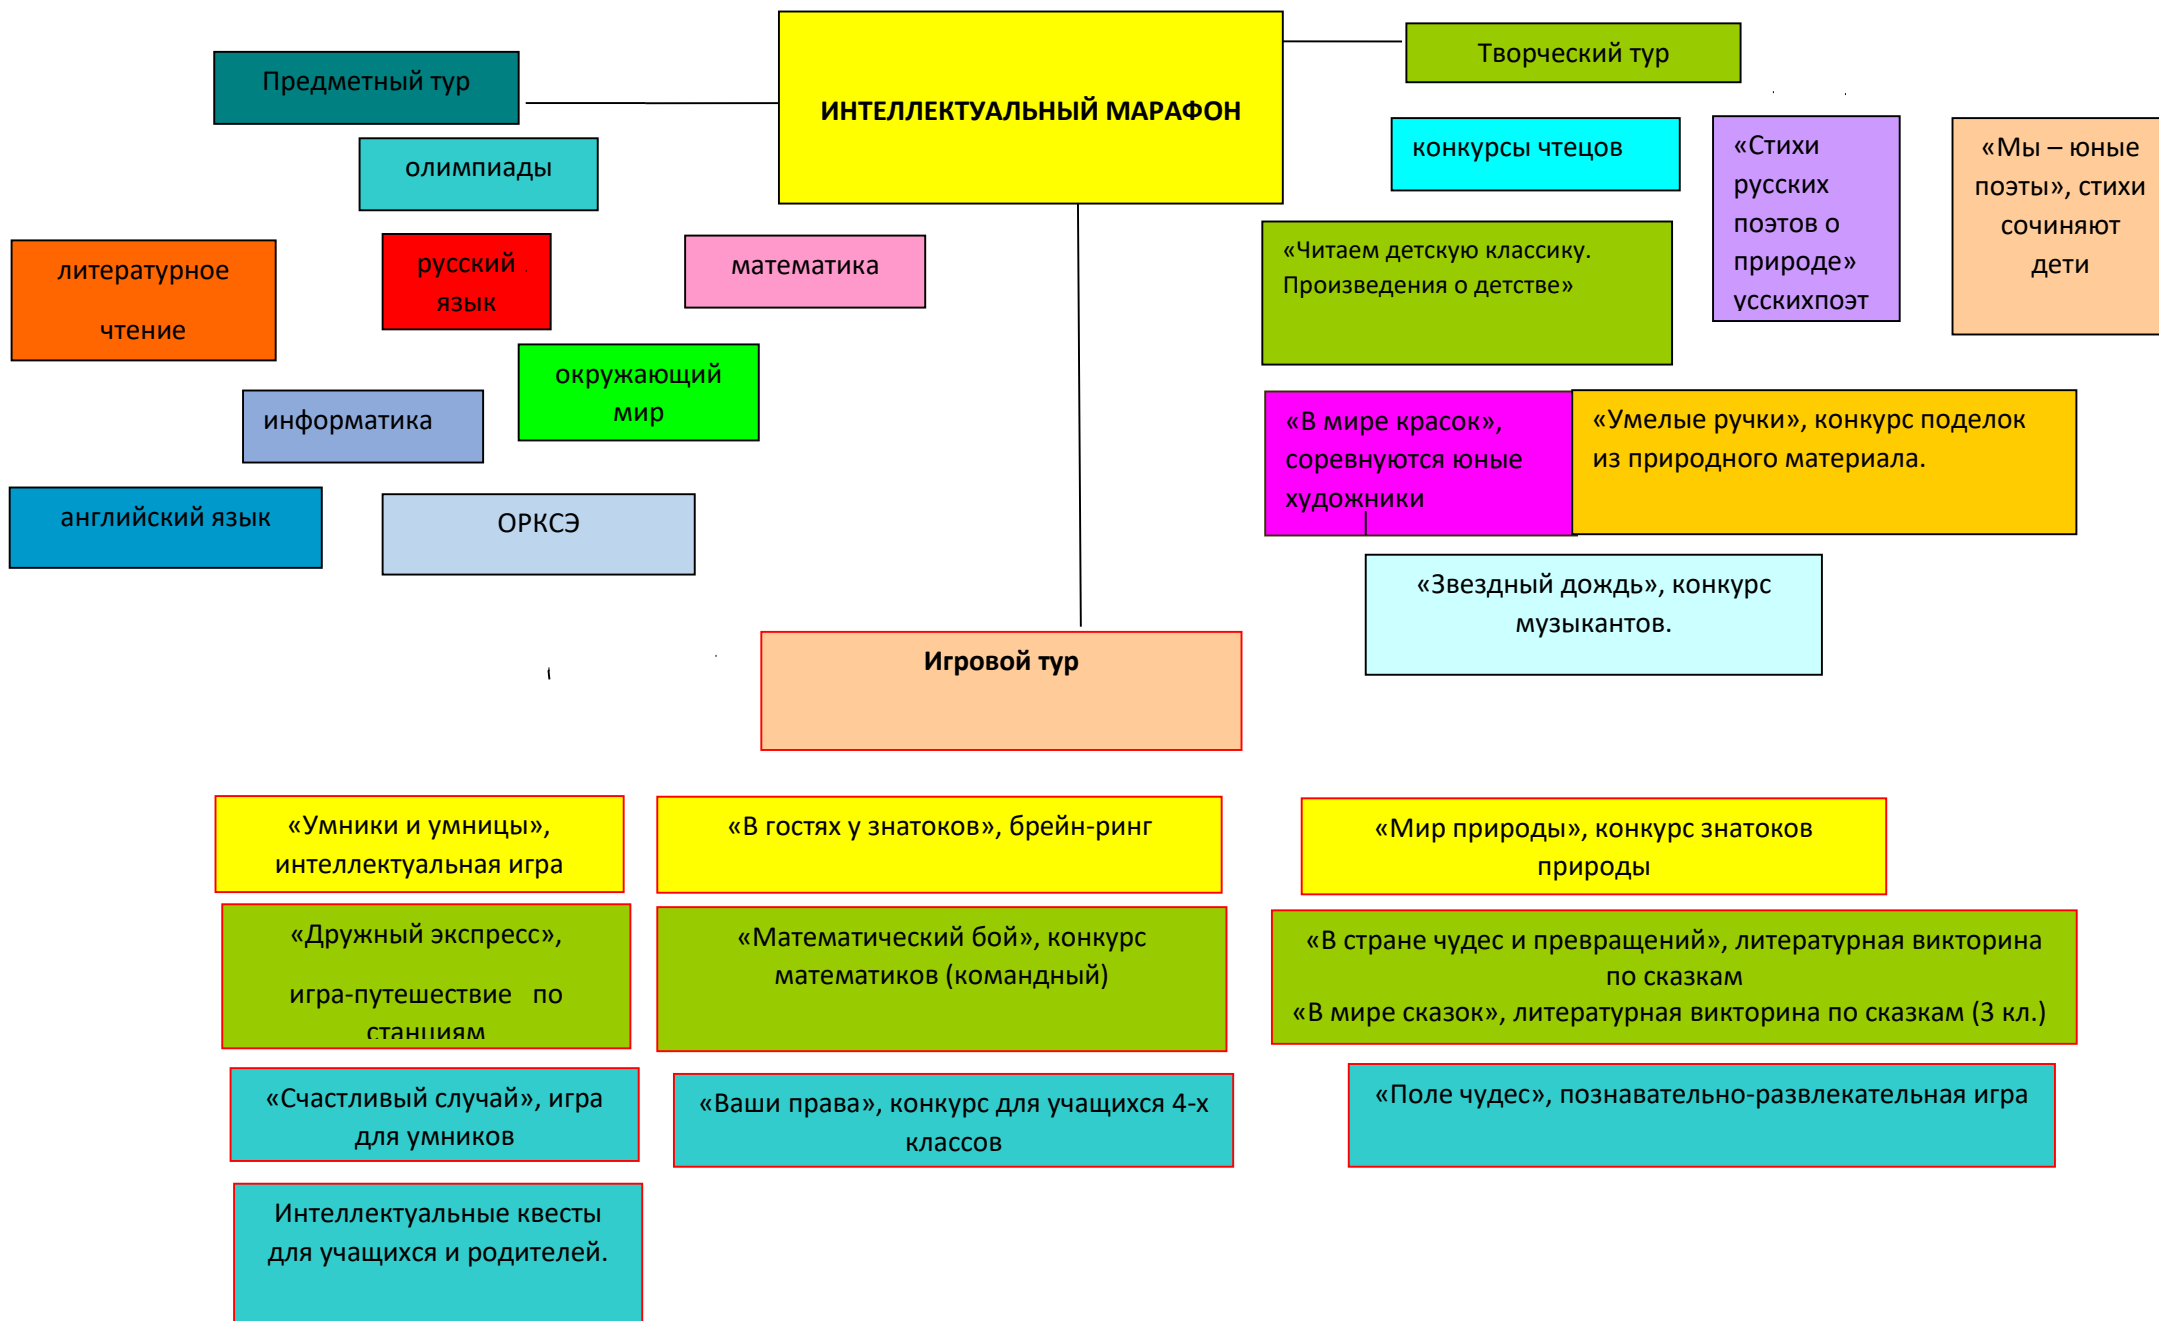 Предметный тур
ИНТЕЛЛЕКТУАЛЬНЫЙ МАРАФОН
Творческий тур
олимпиады
литературное
чтение
русский
язык
математика
окружающий
мир
информатика
английский язык
ОРКСЭ
конкурсы чтецов
«Стихи
русских
поэтов о
природе»
усскихпоэт
«Мы – юные
поэты», стихи
сочиняют
дети
«Читаем детскую классику.
Произведения о детстве»
«В мире красок»,
соревнуются юные
художники
«Умелые ручки», конкурс поделок
из природного материала.
«Звездный дождь», конкурс
музыкантов.
Игровой тур
«Умники и умницы»,
интеллектуальная игра
«В гостях у знатоков», брейн-ринг
«Мир природы», конкурс знатоков
природы
«Дружный экспресс»,
игра-путешествие по
станциям
«Математический бой», конкурс
математиков (командный)
«В стране чудес и превращений», литературная викторина
по сказкам
«В мире сказок», литературная викторина по сказкам (3 кл.)
«Счастливый случай», игра
для умников
«Ваши права», конкурс для учащихся 4-х
классов
«Поле чудес», познавательно-развлекательная игра
Интеллектуальные квесты
для учащихся и родителей.